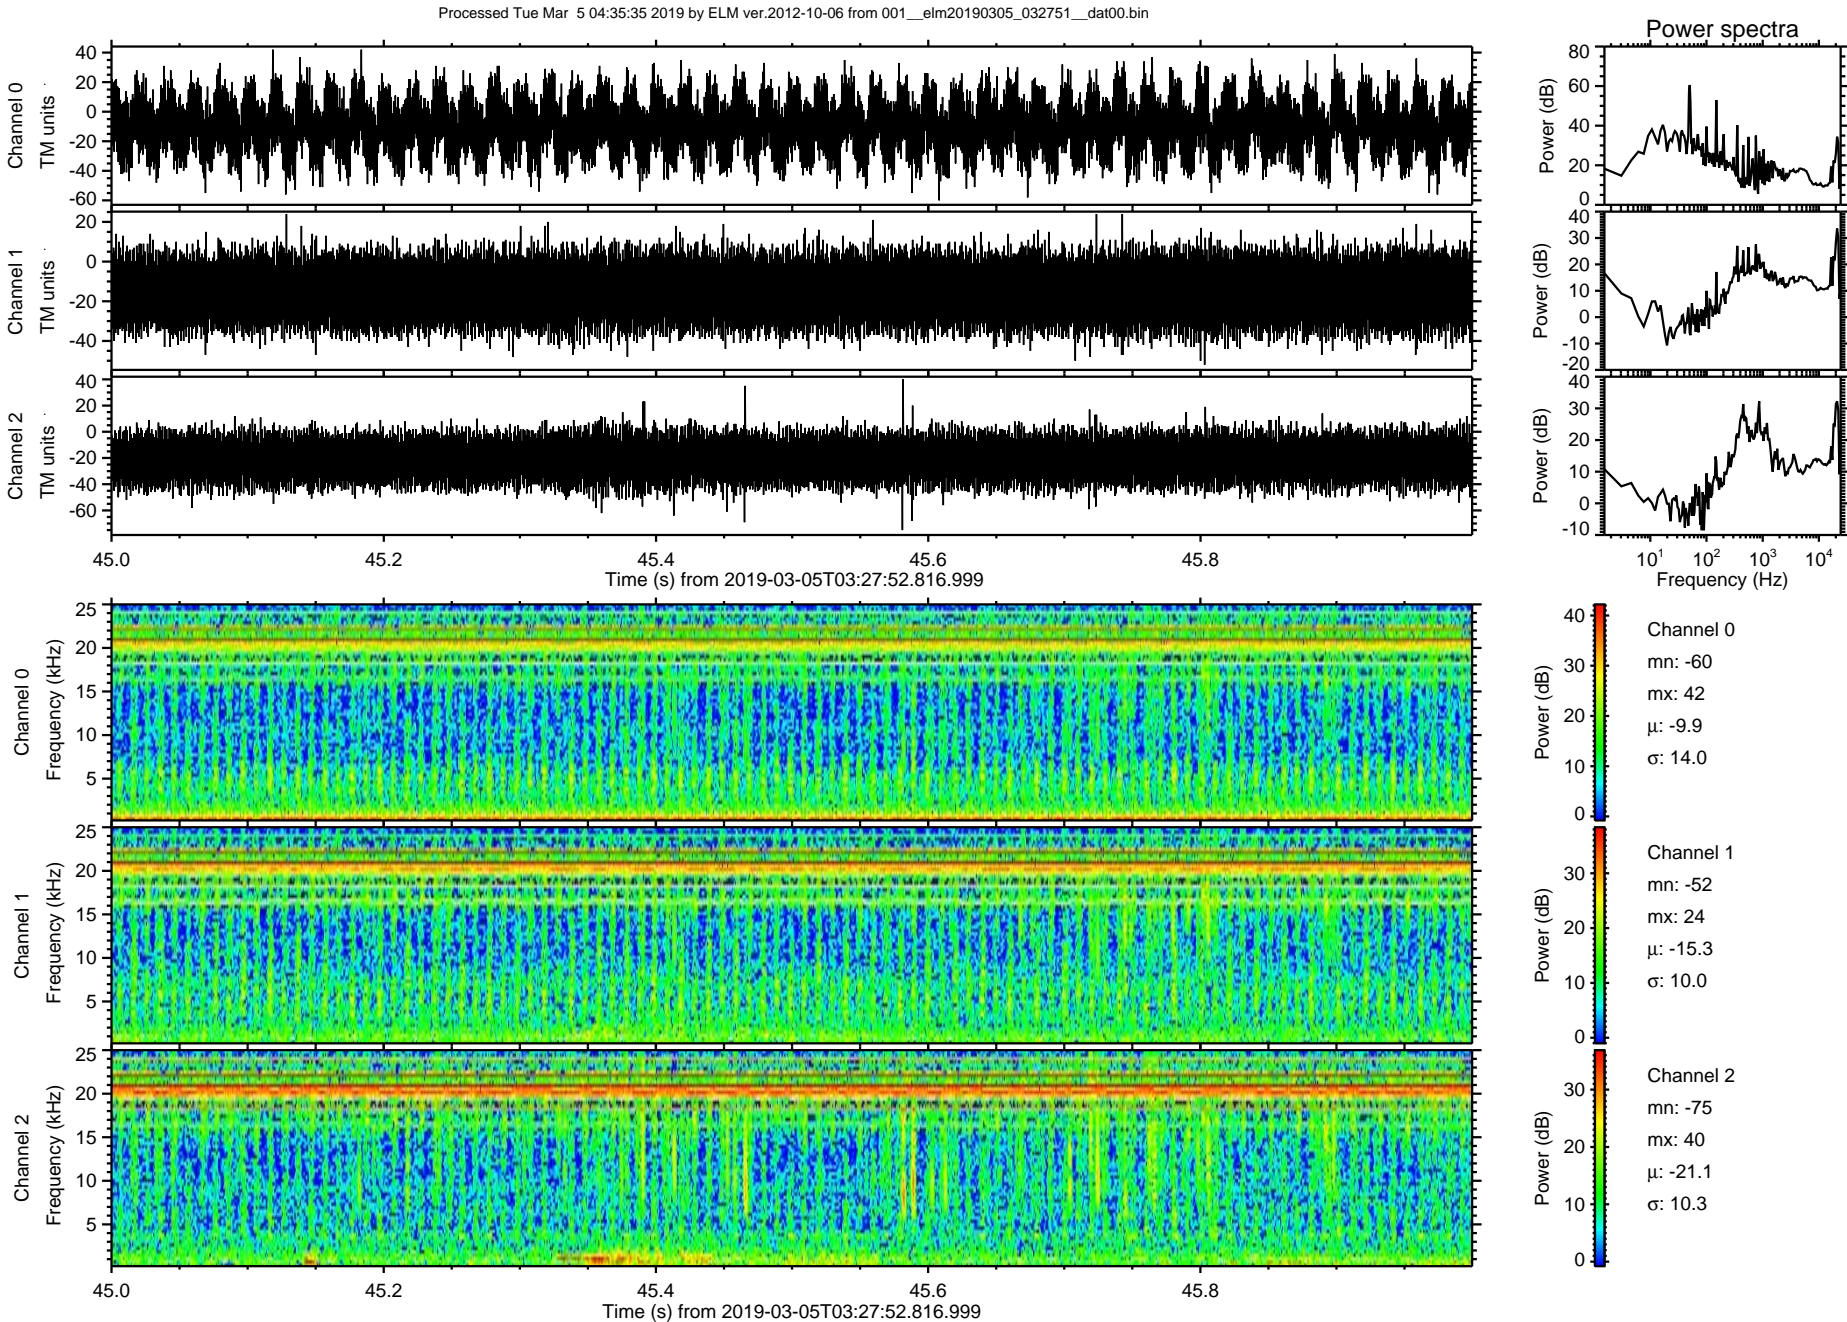 Processed Tue Mar  5 04:35:35 2019 by ELM ver.2012-10-06 from 001__elm20190305_032751__dat00.bin
Power spectra
Channel 0
TM units
40
20
0
-20
-40
-60
Power (dB)
80
60
40
20
0
Channel 1
TM units
20
0
-20
-40
Power (dB)
40
30
20
10
0
-10
-20
Channel 2
TM units
40
20
0
-20
-40
-60
Power (dB)
40
30
20
10
0
-10
45.0 45.2 45.4 45.6 45.8
Time (s) from 2019-03-05T03:27:52.816.999
10^1 10^2 10^3 10^4
Frequency (Hz)
Channel 0
Frequency (kHz)
25
20
15
10
5
Power (dB)
40
30
20
10
0
Channel 0
mn: -60
mx: 42
μ: -9.9
σ: 14.0
Channel 1
Frequency (kHz)
25
20
15
10
5
Power (dB)
30
20
10
0
Channel 1
mn: -52
mx: 24
μ: -15.3
σ: 10.0
Channel 2
Frequency (kHz)
25
20
15
10
5
Power (dB)
30
20
10
0
Channel 2
mn: -75
mx: 40
μ: -21.1
σ: 10.3
45.0 45.2 45.4 45.6 45.8
Time (s) from 2019-03-05T03:27:52.816.999